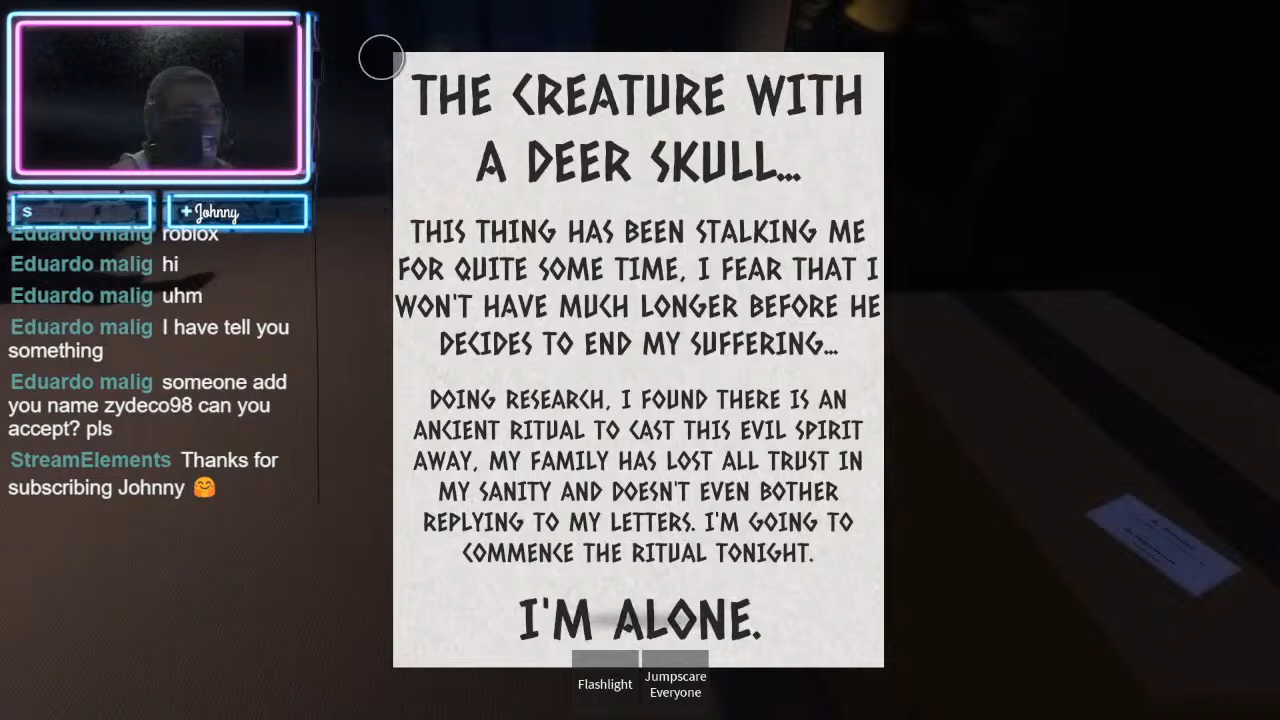 s
+ Johnny
Eduardo malig roblox
Eduardo malig hi
Eduardo malig uhm
Eduardo malig I have tell you
something
Eduardo malig someone add
you name zydeco98 can you
accept? pls
StreamElements Thanks for
subscribing Johnny 🤗
THE CREATURE WITH
A DEER SKULL...
THIS THING HAS BEEN STALKING ME
FOR QUITE SOME TIME, I FEAR THAT I
WON'T HAVE MUCH LONGER BEFORE HE
DECIDES TO END MY SUFFERING...
DOING RESEARCH, I FOUND THERE IS AN
ANCIENT RITUAL TO CAST THIS EVIL SPIRIT
AWAY, MY FAMILY HAS LOST ALL TRUST IN
MY SANITY AND DOESN'T EVEN BOTHER
REPLYING TO MY LETTERS. I'M GOING TO
COMMENCE THE RITUAL TONIGHT.
I'M ALONE.
Flashlight
Jumpscare
Everyone